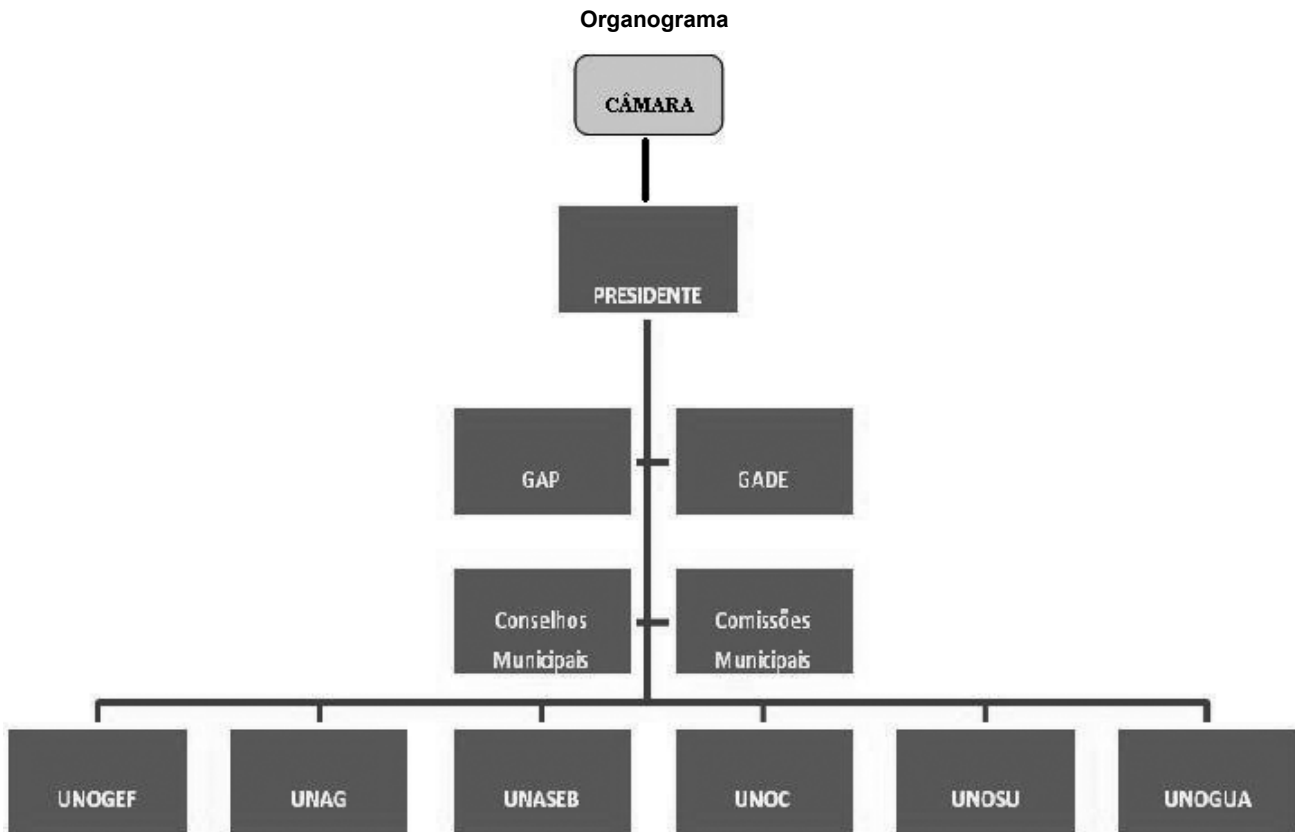 Organograma
CÂMARA
PRESIDENTE
GAP
GADE
Conselhos
Municipais
Comissões
Municipais
UNOGEF
UNAG
UNASEB
UNOC
UNOSU
UNOGUA